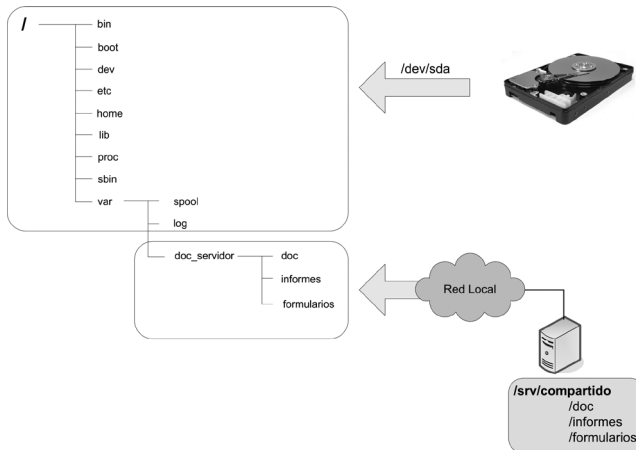 /
bin
boot
dev
etc
home
lib
proc
sbin
var
spool
log
doc_servidor
doc
informes
formularios
/dev/sda
Red Local
/srv/compartido
/doc
/informes
/formularios